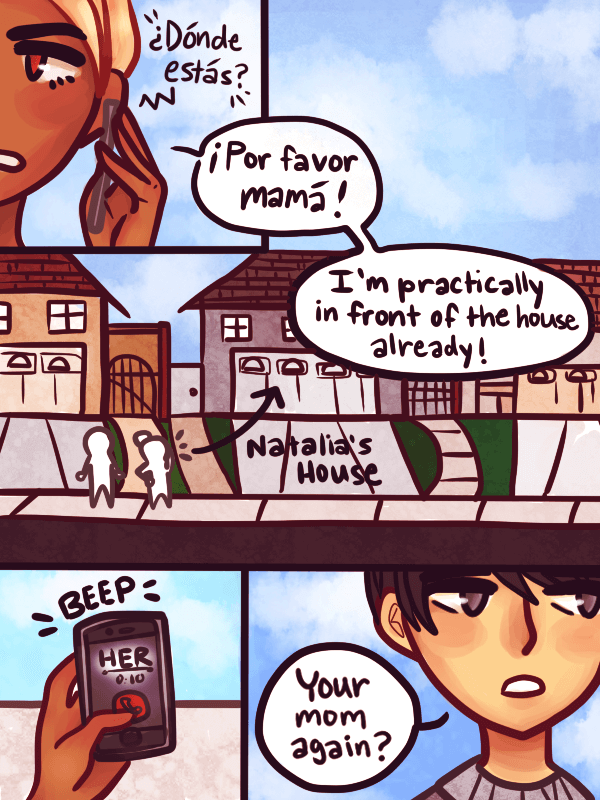 ¿Dónde
estás?
¡Por favor
mamá!
I'm practically
in front of the house
already!
Natalia's
House
BEEP
HER
0:10
Your
mom
again?